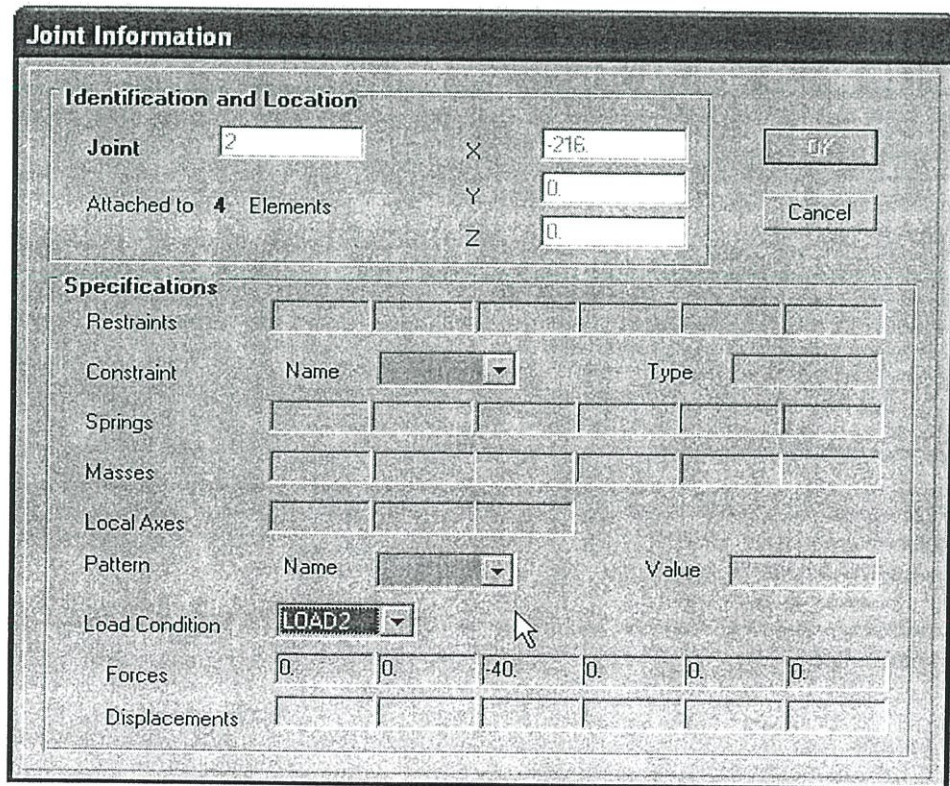 Joint Information
Identification and Location
Joint 2 X -216.
Attached to 4 Elements Y 0.
Z 0.
OK
Cancel
Specifications
Restraints
Constraint Name Type
Springs
Masses
Local Axes
Pattern Name Value
Load Condition LOAD2
Forces 0. 0. -40. 0. 0. 0.
Displacements